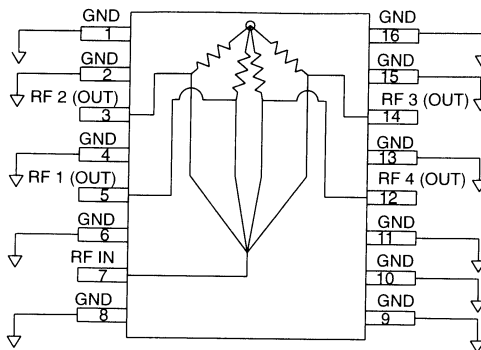 GND
1
GND
2
RF 2 (OUT)
3
GND
4
RF 1 (OUT)
5
GND
6
RF IN
7
GND
8
GND
16
GND
15
RF 3 (OUT)
14
GND
13
RF 4 (OUT)
12
GND
11
GND
10
GND
9